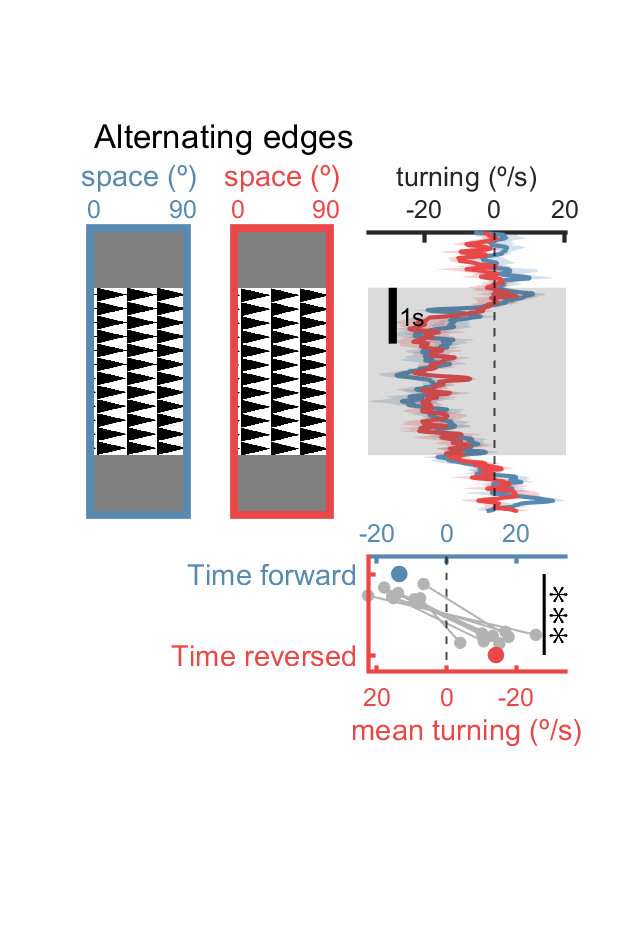 Alternating edges
space (º) space (º) turning (º/s)
0 90 0 90 -20 0 20
1s
-20 0 20
Time forward
***
Time reversed
20 0 -20
mean turning (º/s)